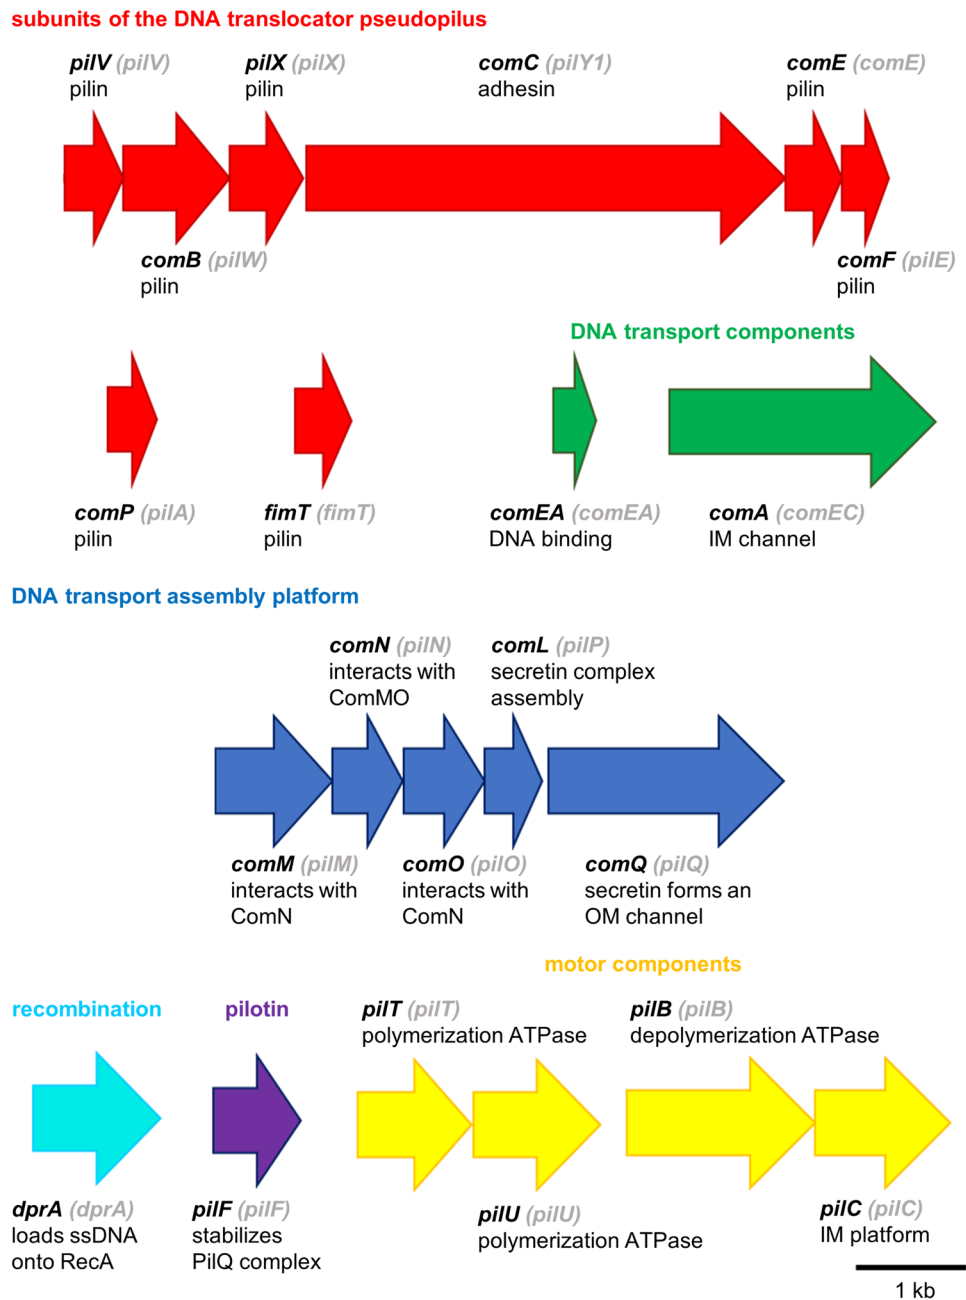 subunits of the DNA translocator pseudopilus
pilV (pilV)
pilin
pilX (pilX)
pilin
comC (pilY1)
adhesin
comE (comE)
pilin
comB (pilW)
pilin
comF (pilE)
pilin
DNA transport components
comP (pilA)
pilin
fimT (fimT)
pilin
comEA (comEA)
DNA binding
comA (comEC)
IM channel
DNA transport assembly platform
comN (pilN)
interacts with
ComMO
comL (pilP)
secretin complex
assembly
comM (pilM)
interacts with
ComN
comO (pilO)
interacts with
ComN
comQ (pilQ)
secretin forms an
OM channel
motor components
recombination
pilotin
pilT (pilT)
polymerization ATPase
pilB (pilB)
depolymerization ATPase
dprA (dprA)
loads ssDNA
onto RecA
pilF (pilF)
stabilizes
PilQ complex
pilU (pilU)
polymerization ATPase
pilC (pilC)
IM platform
1 kb